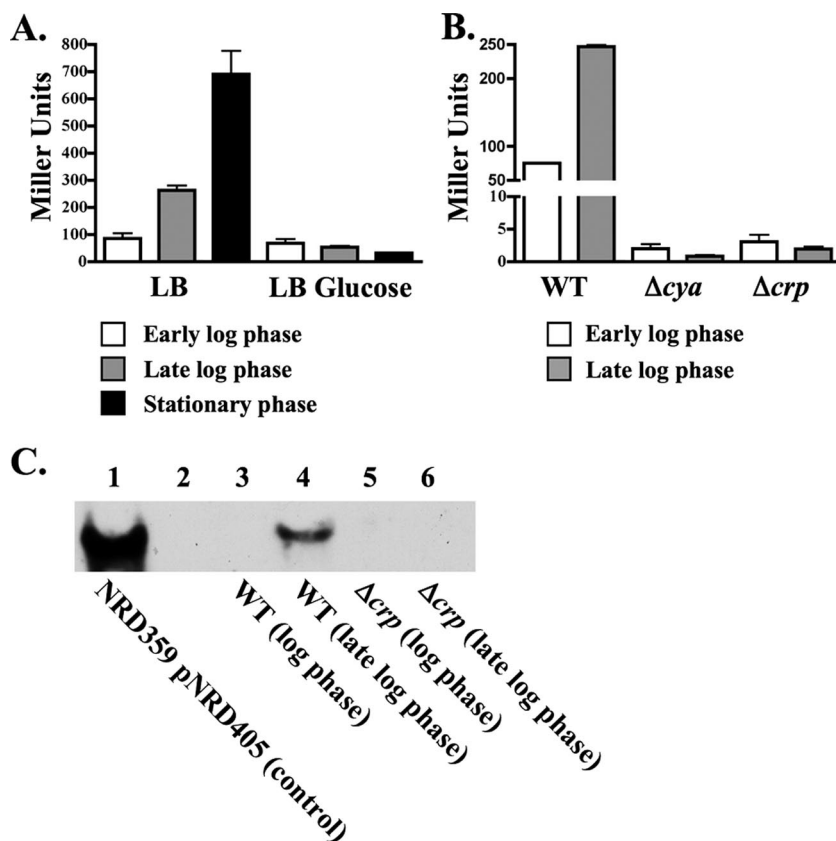 A.
Miller Units
800
700
600
500
400
300
200
100
0
LB
LB Glucose
Early log phase
Late log phase
Stationary phase
B.
Miller Units
250
200
100
50
10
5
0
WT
Δcya
Δcrp
Early log phase
Late log phase
C.
1 2 3 4 5 6
NRD359 pNRD405 (control)
WT (log phase)
WT (late log phase)
Δcrp (log phase)
Δcrp (late log phase)